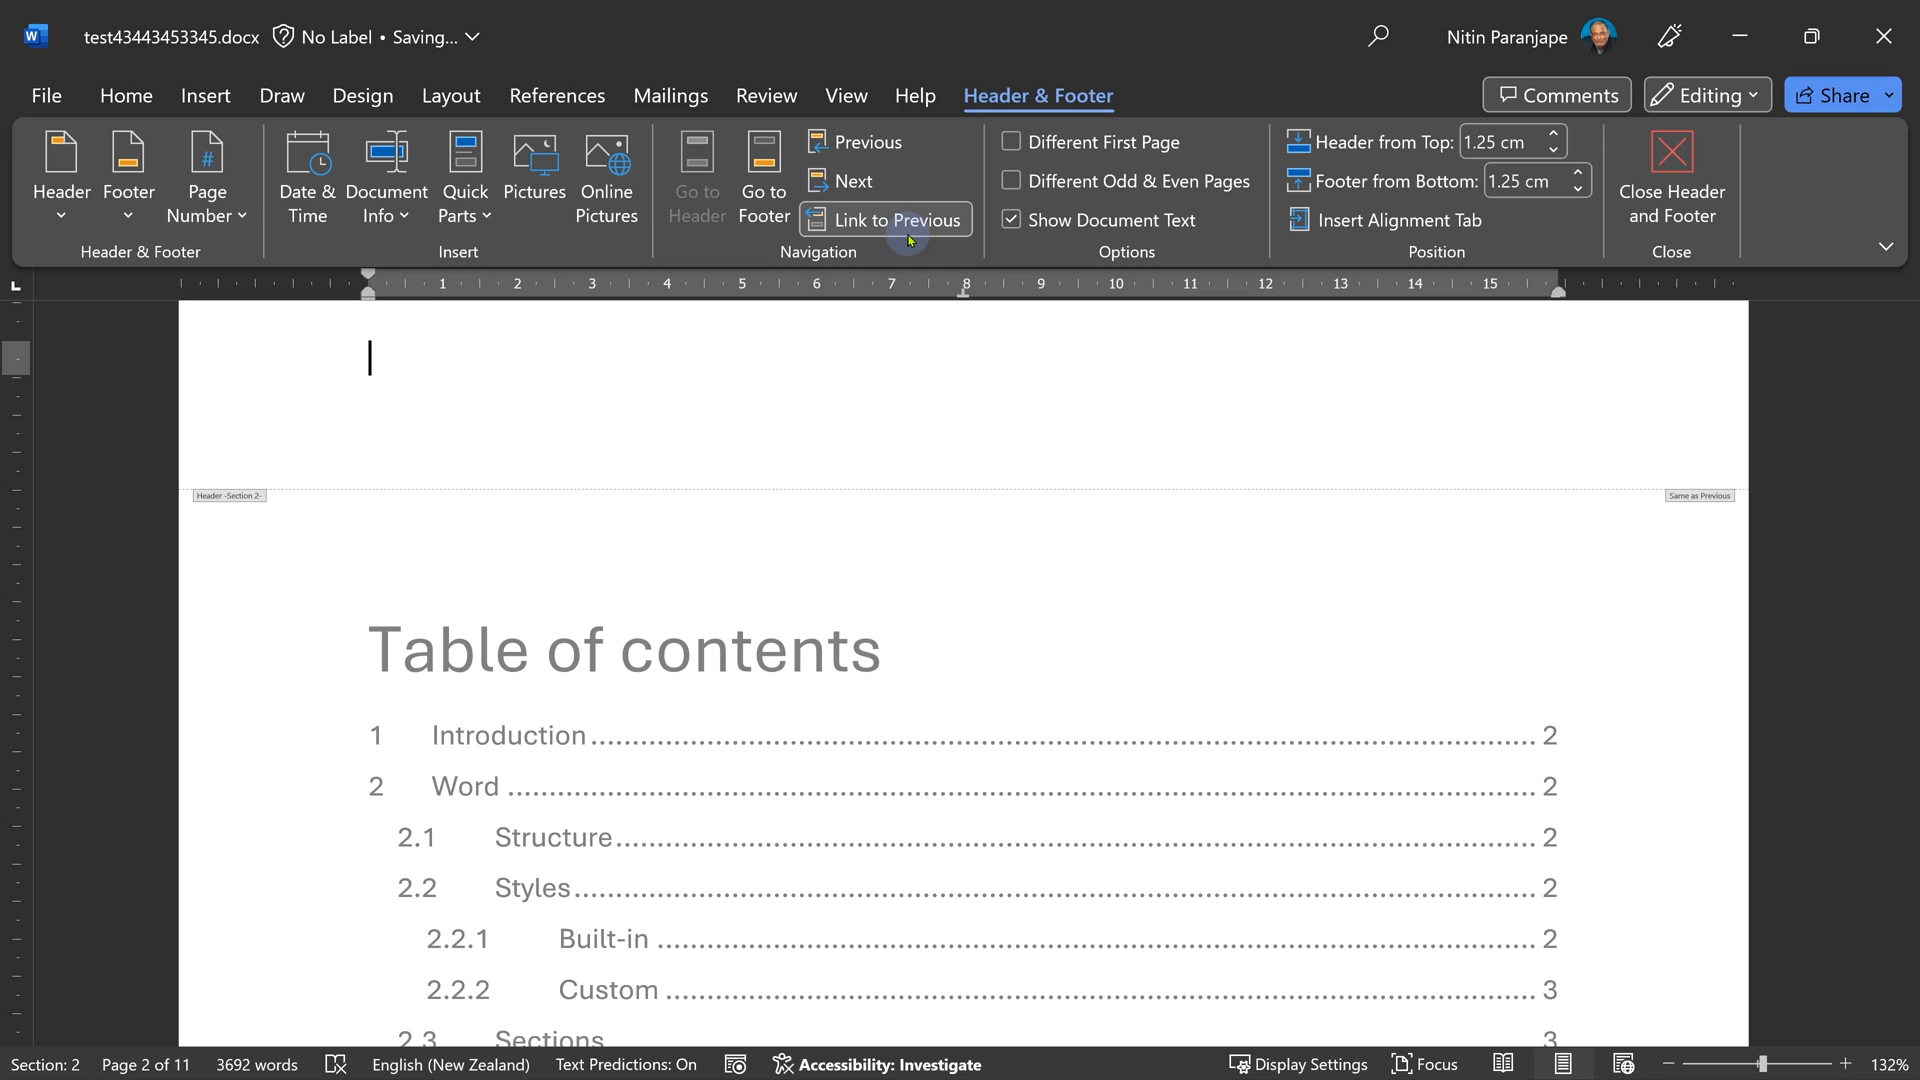 W test43443453345.docx No Label • Saving... Nitin Paranjape
File Home Insert Draw Design Layout References Mailings Review View Help Header & Footer Comments Editing Share
Header
Footer
Page
Number
Header & Footer
Date &
Time
Document
Info
Quick
Parts
Pictures
Online
Pictures
Insert
Go to
Header
Go to
Footer
Previous
Next
Link to Previous
Navigation
Different First Page
Different Odd & Even Pages
Show Document Text
Options
Header from Top: 1.25 cm
Footer from Bottom: 1.25 cm
Insert Alignment Tab
Position
Close Header
and Footer
Close
L 1 2 3 4 5 6 7 8 9 10 11 12 13 14 15
Header -Section 2- Same as Previous
Table of contents
1 Introduction 2
2 Word 2
2.1 Structure 2
2.2 Styles 2
2.2.1 Built-in 2
2.2.2 Custom 3
2.3 Sections 3
Section: 2 Page 2 of 11 3692 words English (New Zealand) Text Predictions: On Accessibility: Investigate Display Settings Focus 132%